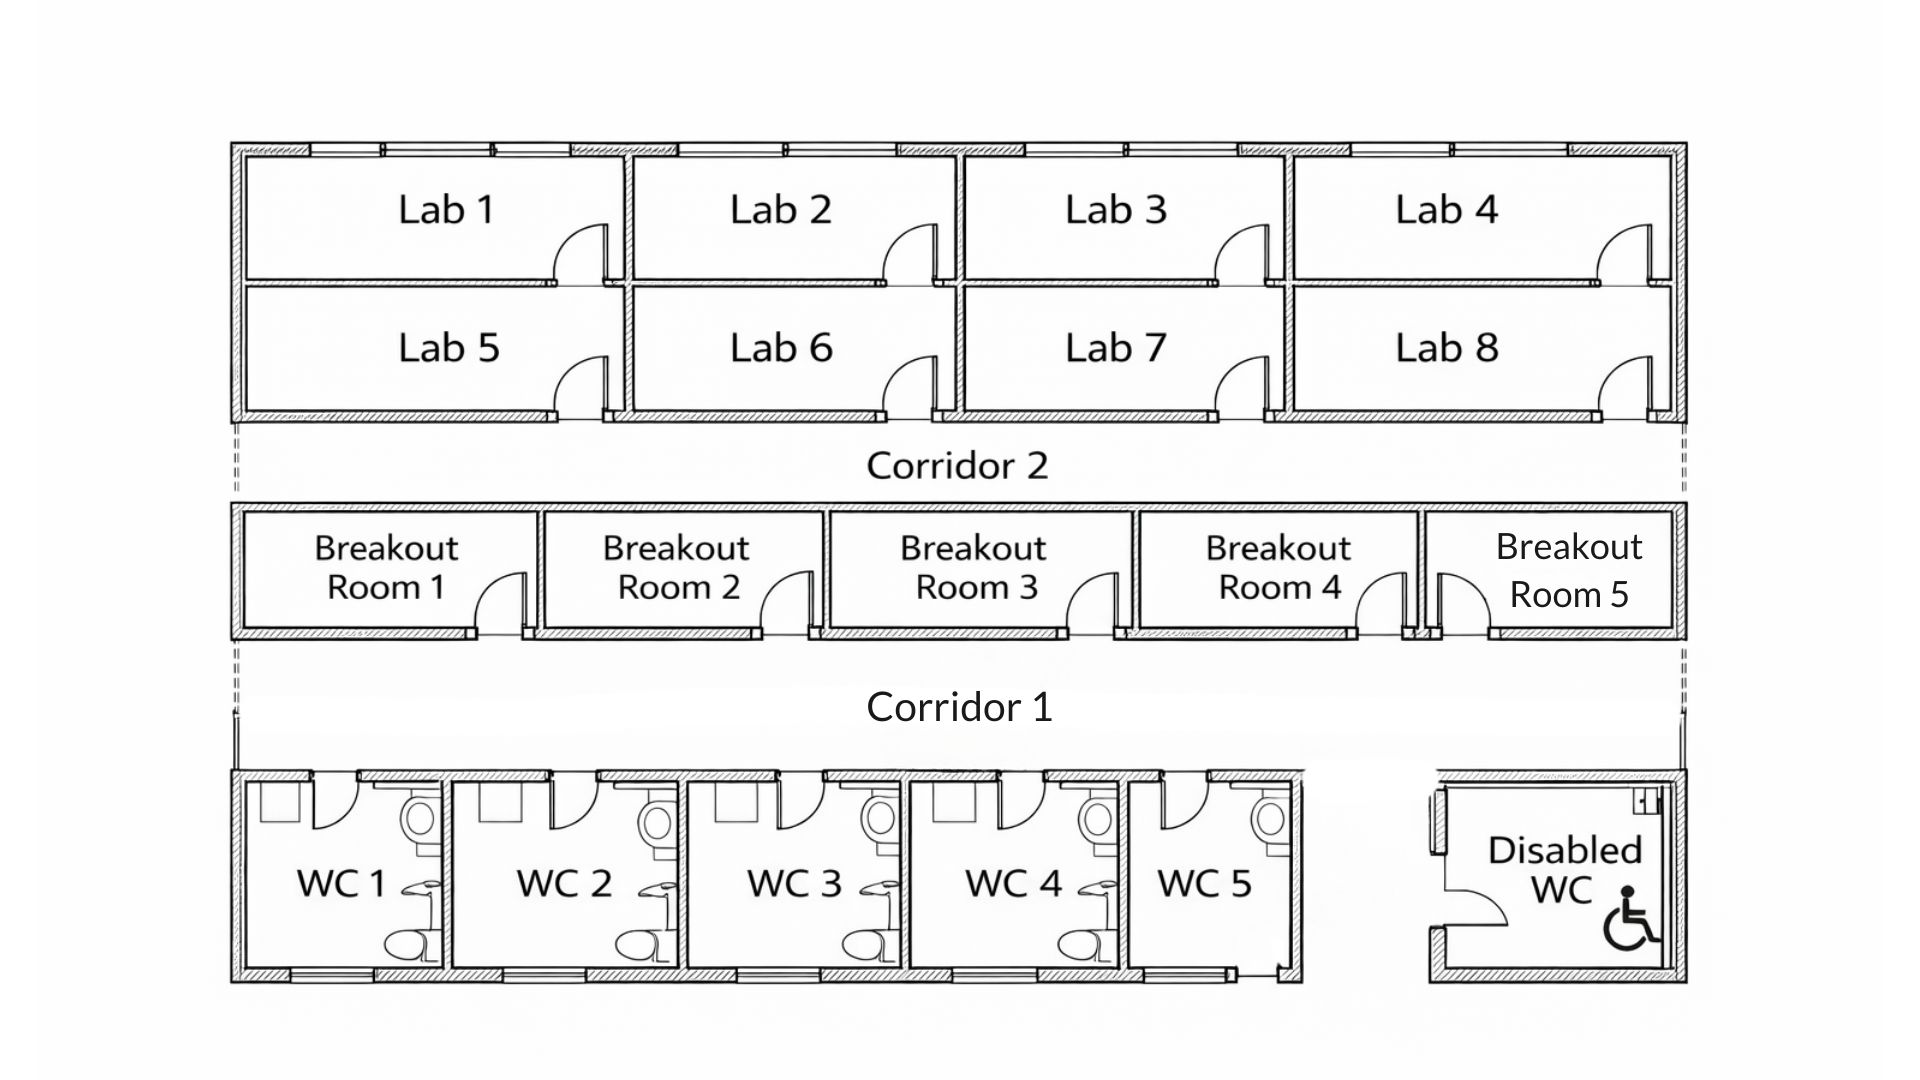 Lab 1
Lab 2
Lab 3
Lab 4
Lab 5
Lab 6
Lab 7
Lab 8
Corridor 2
Breakout
Room 1
Breakout
Room 2
Breakout
Room 3
Breakout
Room 4
Breakout
Room 5
Corridor 1
WC 1
WC 2
WC 3
WC 4
WC 5
Disabled
WC